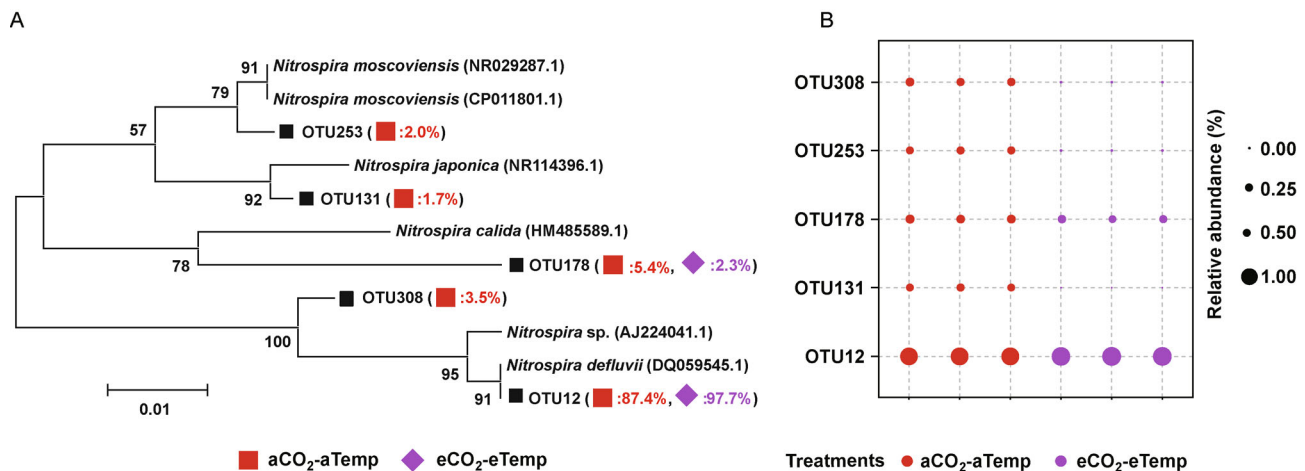 A
91 Nitrospira moscoviensis (NR029287.1)
79 Nitrospira moscoviensis (CP011801.1)
57 OTU253 ( :2.0%)
Nitrospira japonica (NR114396.1)
92 OTU131 ( :1.7%)
Nitrospira calida (HM485589.1)
78 OTU178 ( :5.4%, :2.3%)
OTU308 ( :3.5%)
100 Nitrospira sp. (AJ224041.1)
95 Nitrospira defluvii (DQ059545.1)
91 OTU12 ( :87.4%, :97.7%)
0.01
aCO₂-aTemp eCO₂-eTemp
B
OTU308
OTU253
OTU178
OTU131
OTU12
Relative abundance (%)
0.00
0.25
0.50
1.00
Treatments aCO₂-aTemp eCO₂-eTemp